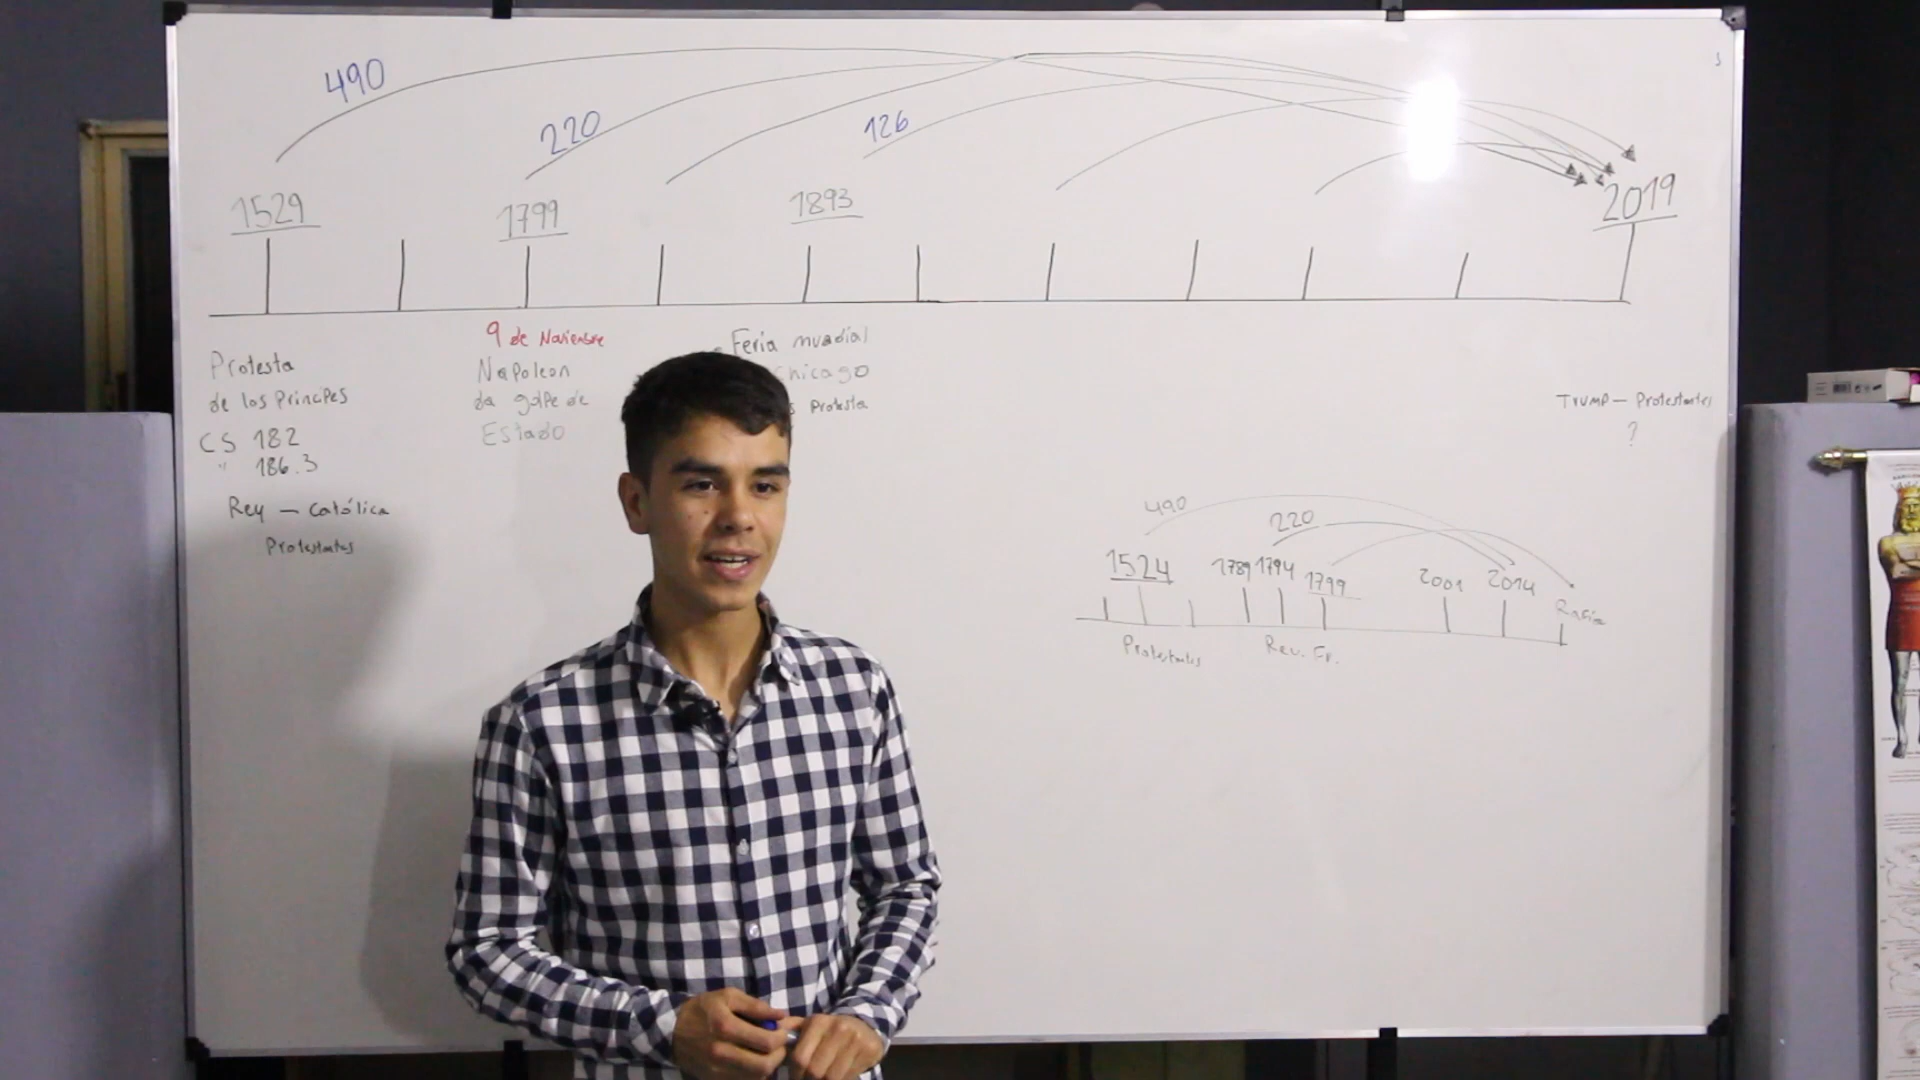 490
220
126
1529
1799
1893
2019
9 de Noviembre
Napoleon
da golpe de
Estado
Feria mundial
Chicago
Protesta
Protesta
de los Principes
CS 182
" 186.3
Rey – católica
Protestantes
Trump – Protestantes
?
490
220
1524
1789
1794
1799
2001
2014
Protestantes
Rev. Fr.